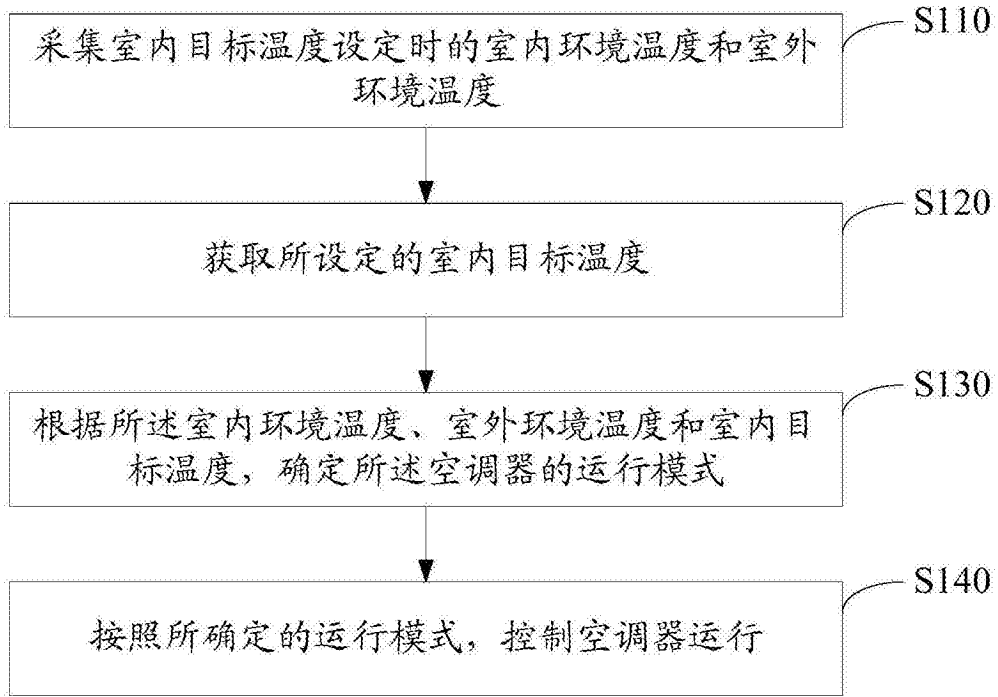 采集室内目标温度设定时的室内环境温度和室外
环境温度
S110
获取所设定的室内目标温度
S120
根据所述室内环境温度、室外环境温度和室内目
标温度，确定所述空调器的运行模式
S130
按照所确定的运行模式，控制空调器运行
S140